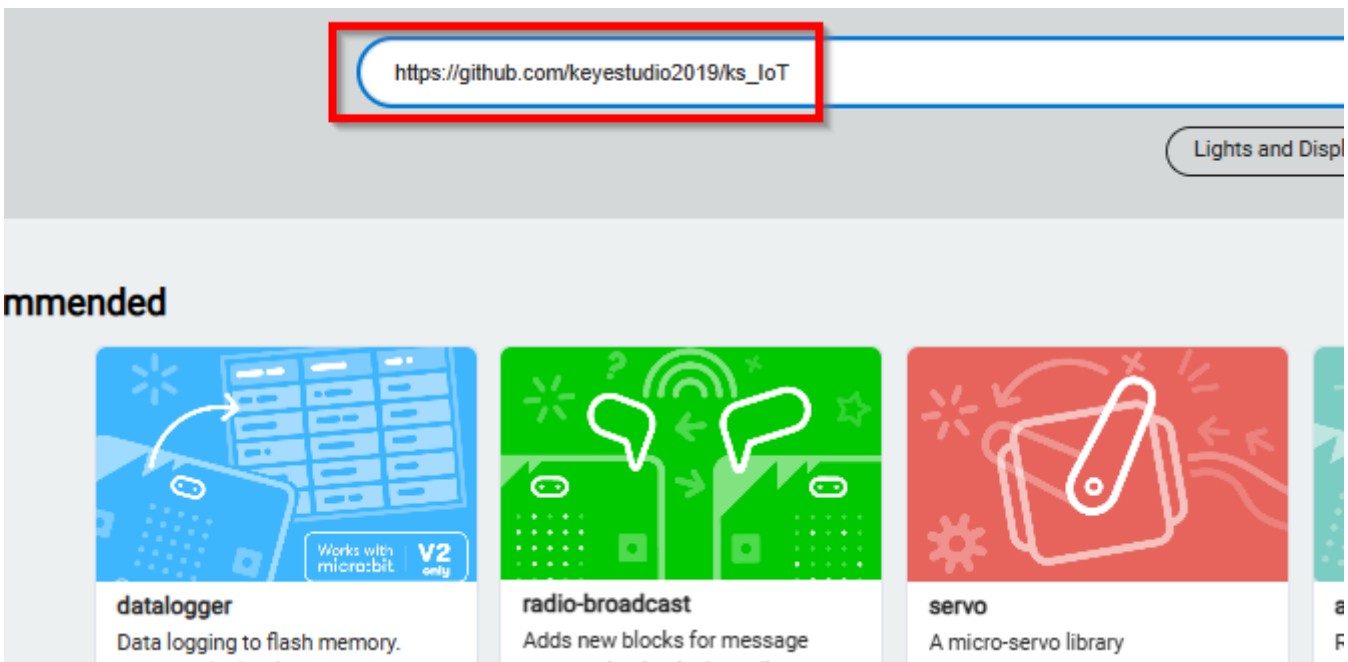 https://github.com/keyestudio2019/ks_IoT
Lights and Displ
mmended
Works with
micro:bit
V2
only
datalogger
Data logging to flash memory.
radio-broadcast
Adds new blocks for message
servo
A micro-servo library